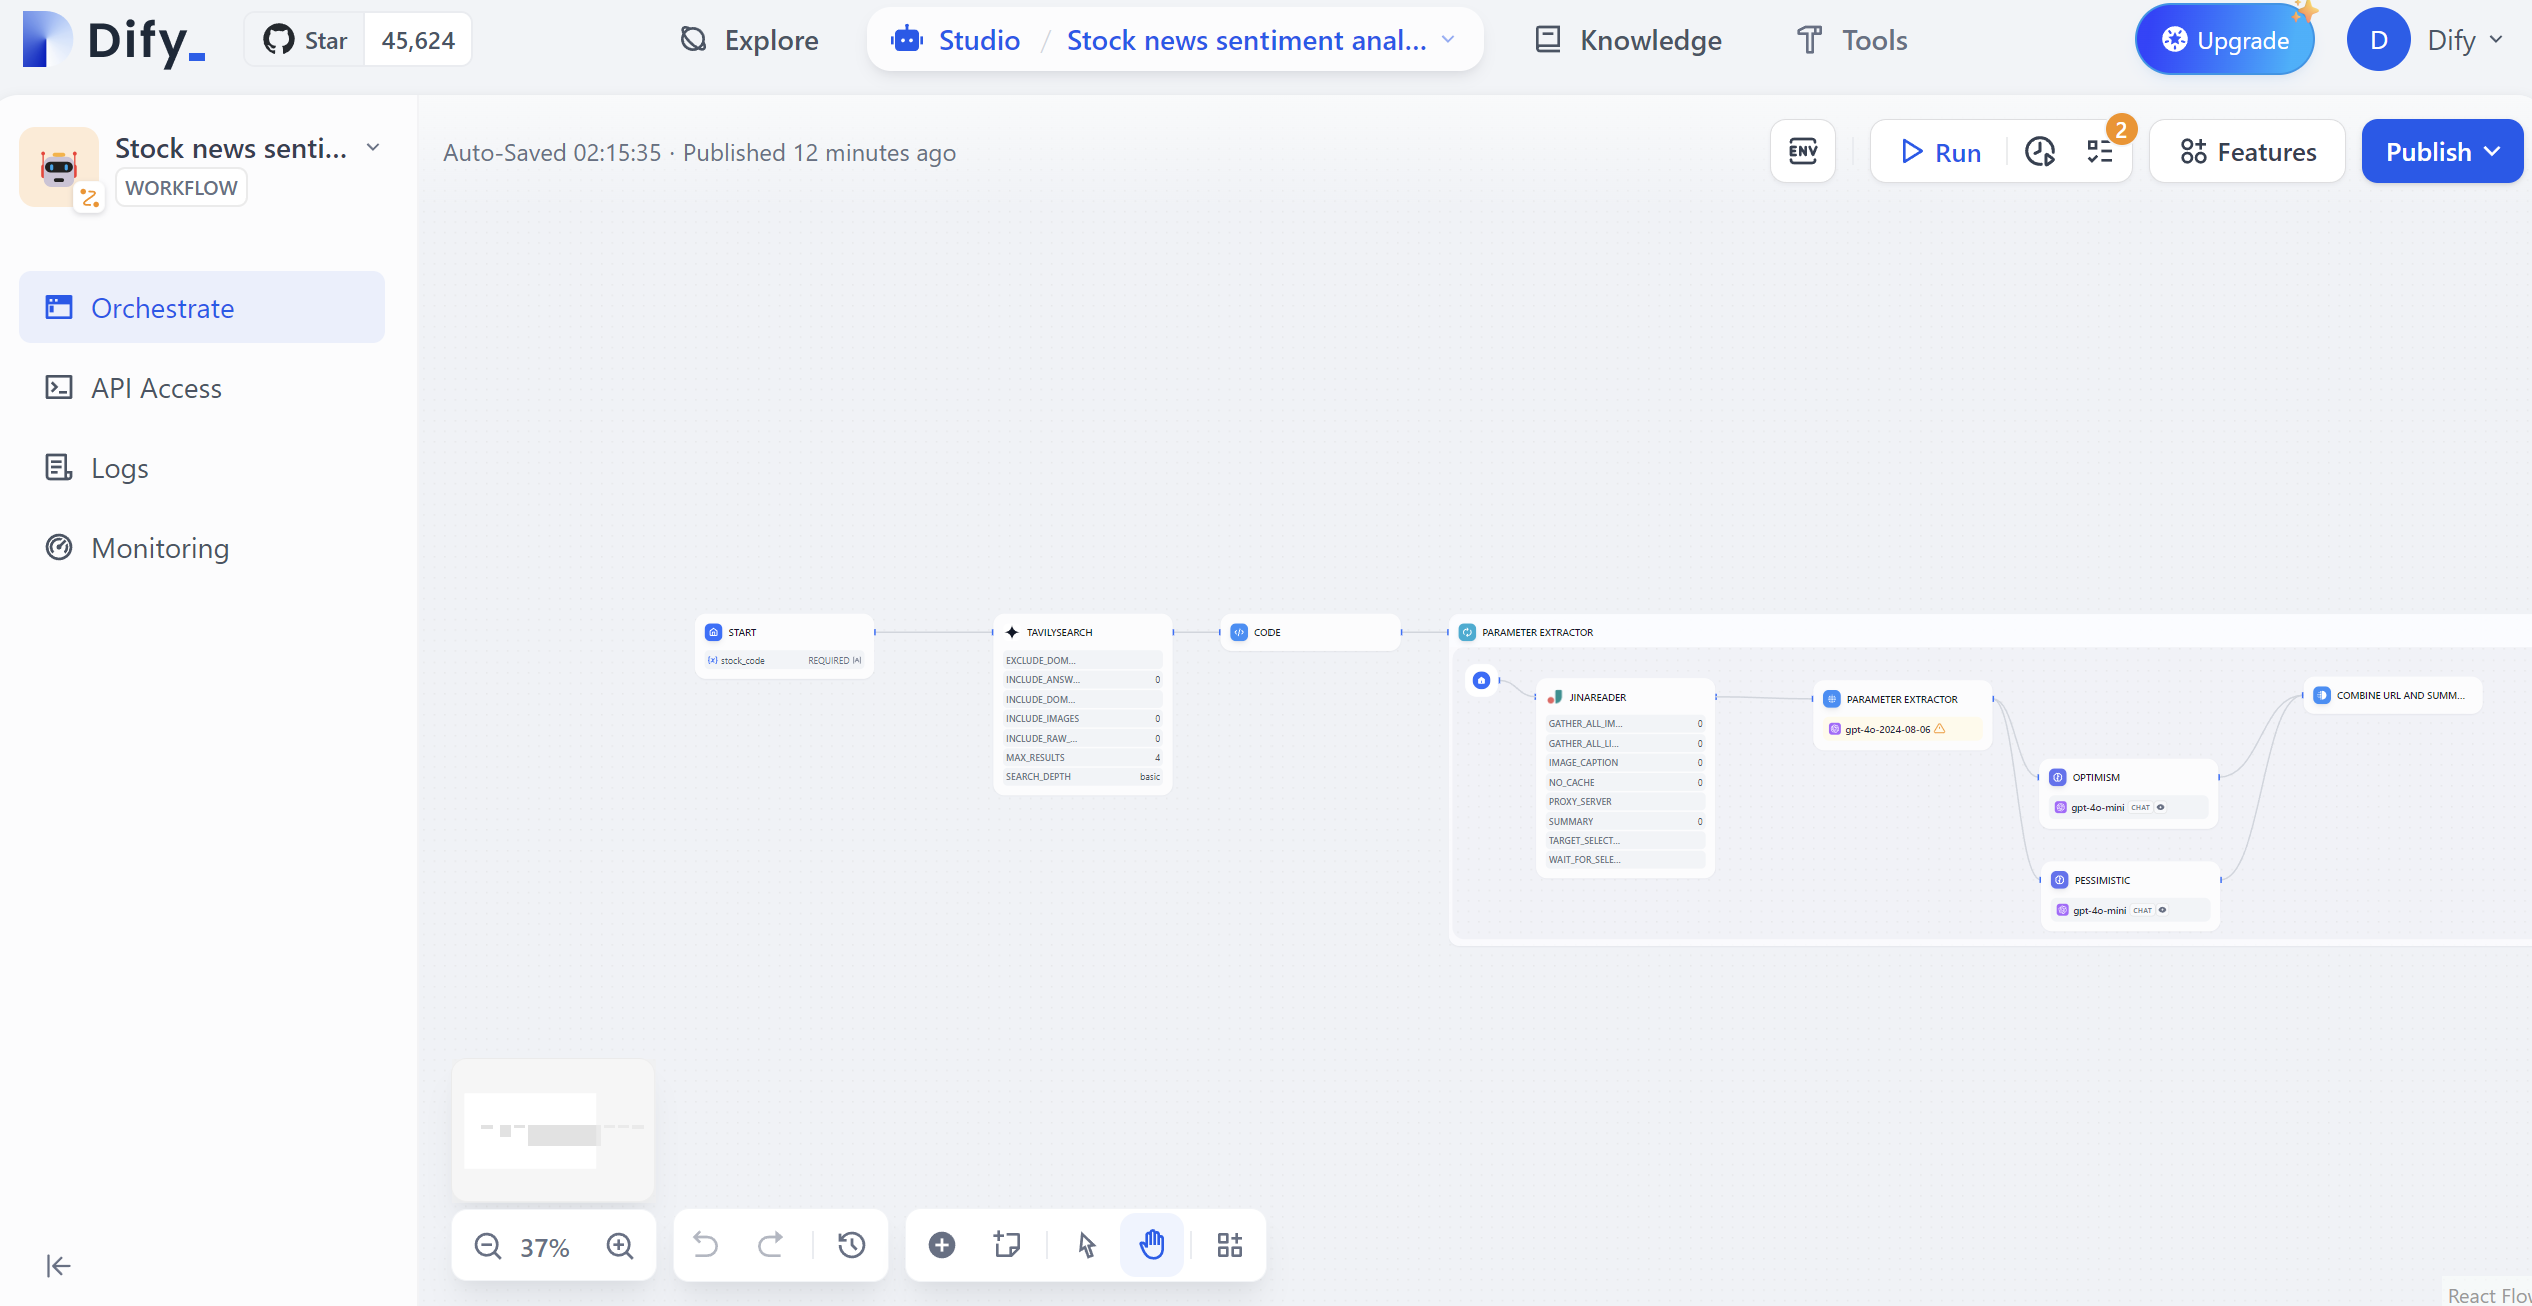 Dify_
Star 45,624
Explore
Studio / Stock news sentiment anal...
Knowledge
Tools
Upgrade
D Dify
Stock news senti...
WORKFLOW
Auto-Saved 02:15:35 · Published 12 minutes ago
ENV
Run
2
Features
Publish
Orchestrate
API Access
Logs
Monitoring
START
{x} stock_code REQUIRED
TAVILYSEARCH
EXCLUDE_DOM...
INCLUDE_ANSW... 0
INCLUDE_DOM...
INCLUDE_IMAGES 0
INCLUDE_RAW_... 0
MAX_RESULTS 4
SEARCH_DEPTH basic
CODE
PARAMETER EXTRACTOR
JINAREADER
GATHER_ALL_IM... 0
GATHER_ALL_LI... 0
IMAGE_CAPTION 0
NO_CACHE 0
PROXY_SERVER
SUMMARY 0
TARGET_SELECT...
WAIT_FOR_SELE...
PARAMETER EXTRACTOR
gpt-4o-2024-08-06
OPTIMISM
gpt-4o-mini CHAT
PESSIMISTIC
gpt-4o-mini CHAT
COMBINE URL AND SUMM...
37%
React Flow